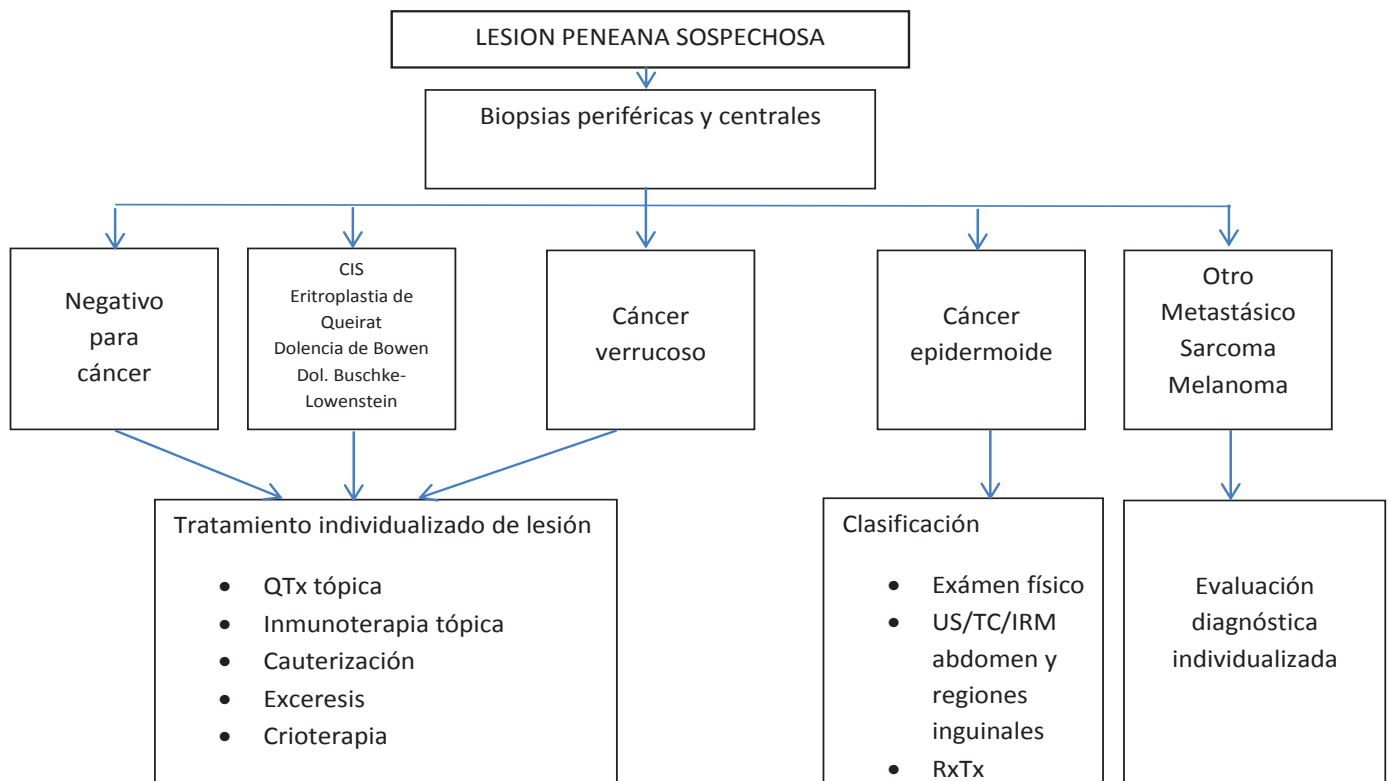 LESION PENEANA SOSPECHOSA
Biopsias periféricas y centrales
Negativo
para
cáncer
CIS
Eritroplastia de
Queirat
Dolencia de Bowen
Dol. Buschke-
Lowenstein
Cáncer
verrucoso
Cáncer
epidermoide
Otro
Metastásico
Sarcoma
Melanoma
Tratamiento individualizado de lesión
• QTx tópica
• Inmunoterapia tópica
• Cauterización
• Exceresis
• Crioterapia
Clasificación
• Exámen físico
• US/TC/IRM
abdomen y
regiones
inguinales
• RxTx
Evaluación
diagnóstica
individualizada